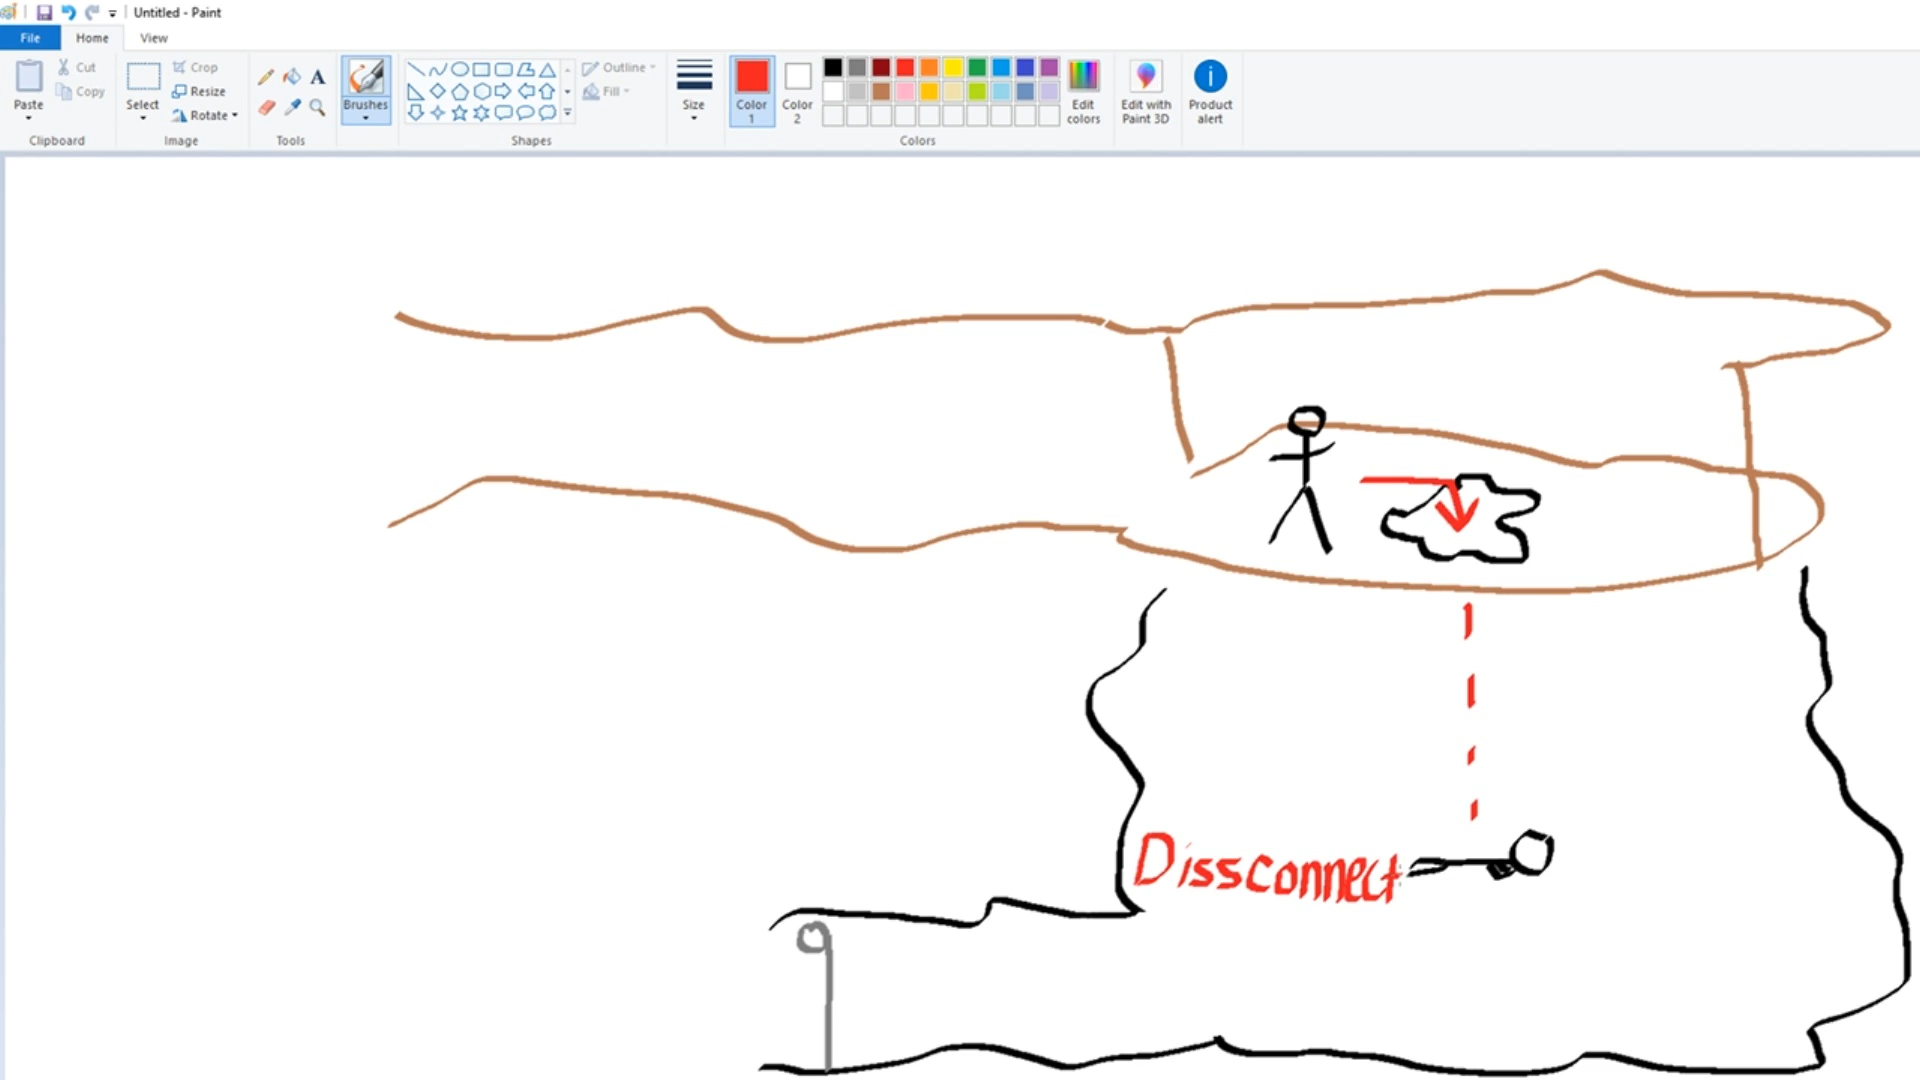 Untitled - Paint
File Home View
Paste
Cut
Copy
Clipboard
Select
Crop
Resize
Rotate
Image
A
Tools
Brushes
Outline
Fill
Shapes
Size
Color 1
Color 2
Edit colors
Colors
Edit with Paint 3D
Product alert
Dissconnect